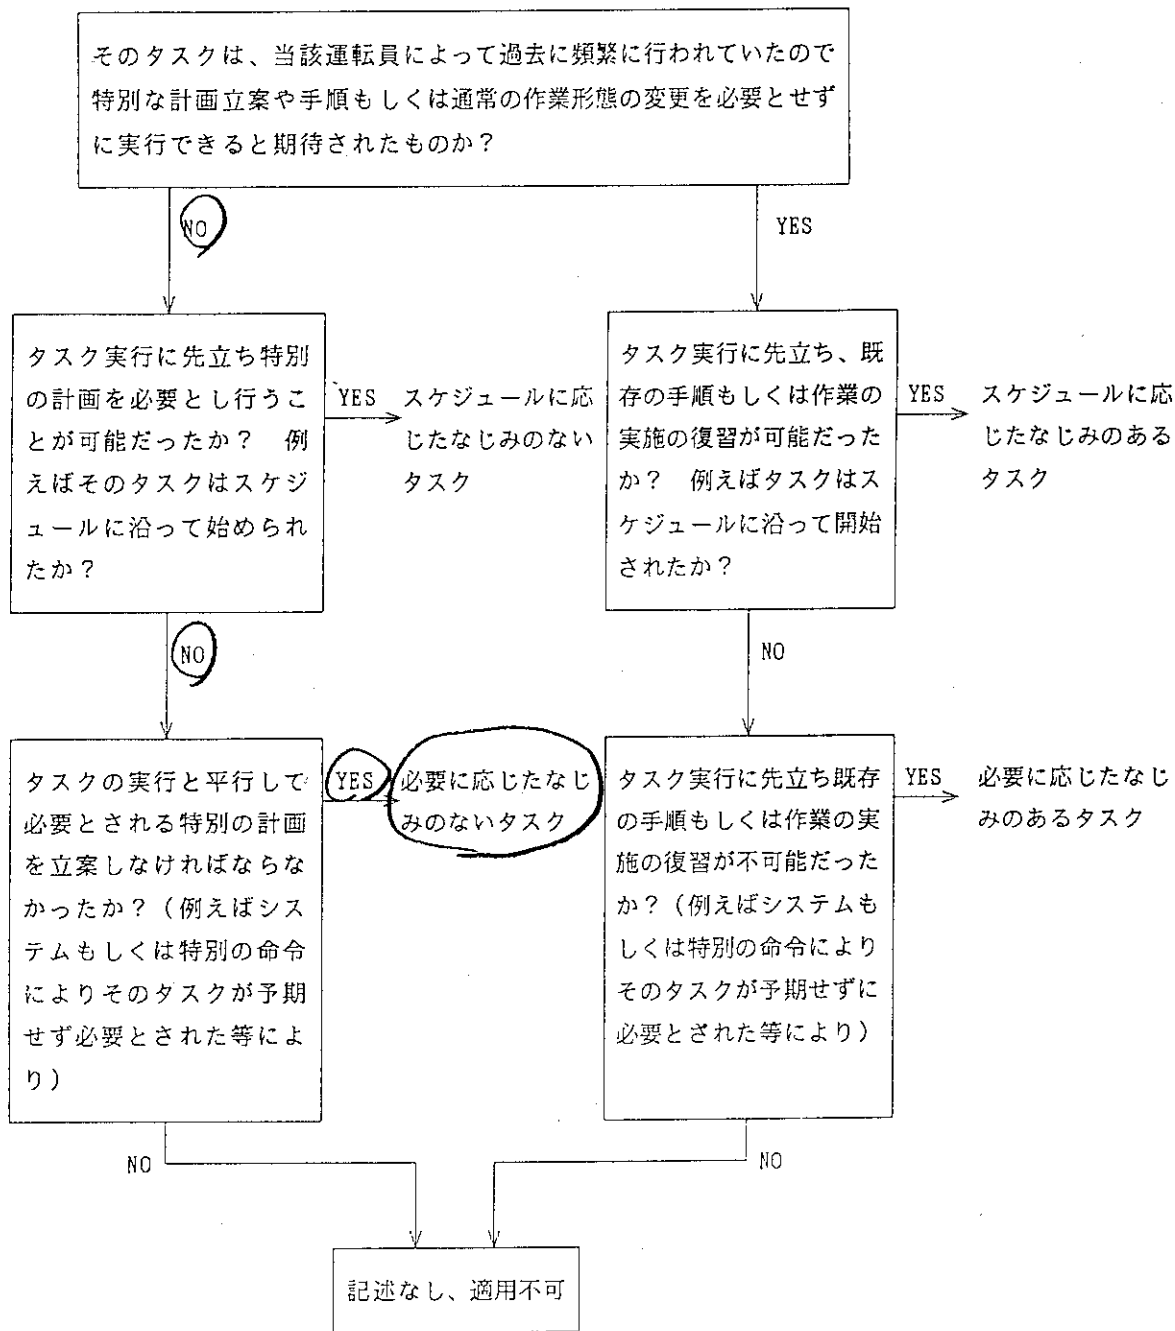 そのタスクは、当該運転員によって過去に頻繁に行われていたので
特別な計画立案や手順もしくは通常の作業形態の変更を必要とせず
に実行できると期待されたものか？
NO
YES
タスク実行に先立ち特別
の計画を必要とし行うこ
とが可能だったか？　例
えばそのタスクはスケジ
ュールに沿って始められ
たか？
YES
スケジュールに応
じたなじみのない
タスク
タスク実行に先立ち、既
存の手順もしくは作業の
実施の復習が可能だった
か？　例えばタスクはス
ケジュールに沿って開始
されたか？
YES
スケジュールに応
じたなじみのある
タスク
NO
NO
タスクの実行と平行して
必要とされる特別の計画
を立案しなければならな
かったか？（例えばシス
テムもしくは特別の命令
によりそのタスクが予期
せず必要とされた等によ
り）
YES
必要に応じたなじ
みのないタスク
タスク実行に先立ち既存
の手順もしくは作業の実
施の復習が不可能だった
か？（例えばシステムも
しくは特別の命令により
そのタスクが予期せずに
必要とされた等により）
YES
必要に応じたなじ
みのあるタスク
NO
NO
記述なし、適用不可